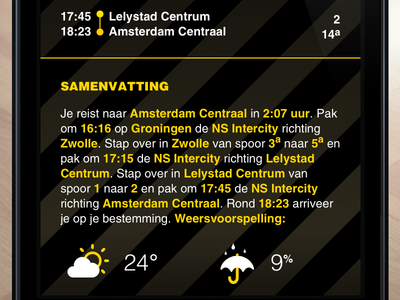 17:45 Lelystad Centrum 2
18:23 Amsterdam Centraal 14ª
SAMENVATTING
Je reist naar Amsterdam Centraal in 2:07 uur. Pak
om 16:16 op Groningen de NS Intercity richting
Zwolle. Stap over in Zwolle van spoor 3ª naar 5ª en
pak om 17:15 de NS Intercity richting Lelystad
Centrum. Stap over in Lelystad Centrum van
spoor 1 naar 2 en pak om 17:45 de NS Intercity
richting Amsterdam Centraal. Rond 18:23 arriveer
je op je bestemming. Weersvoorspelling:
24° 9%